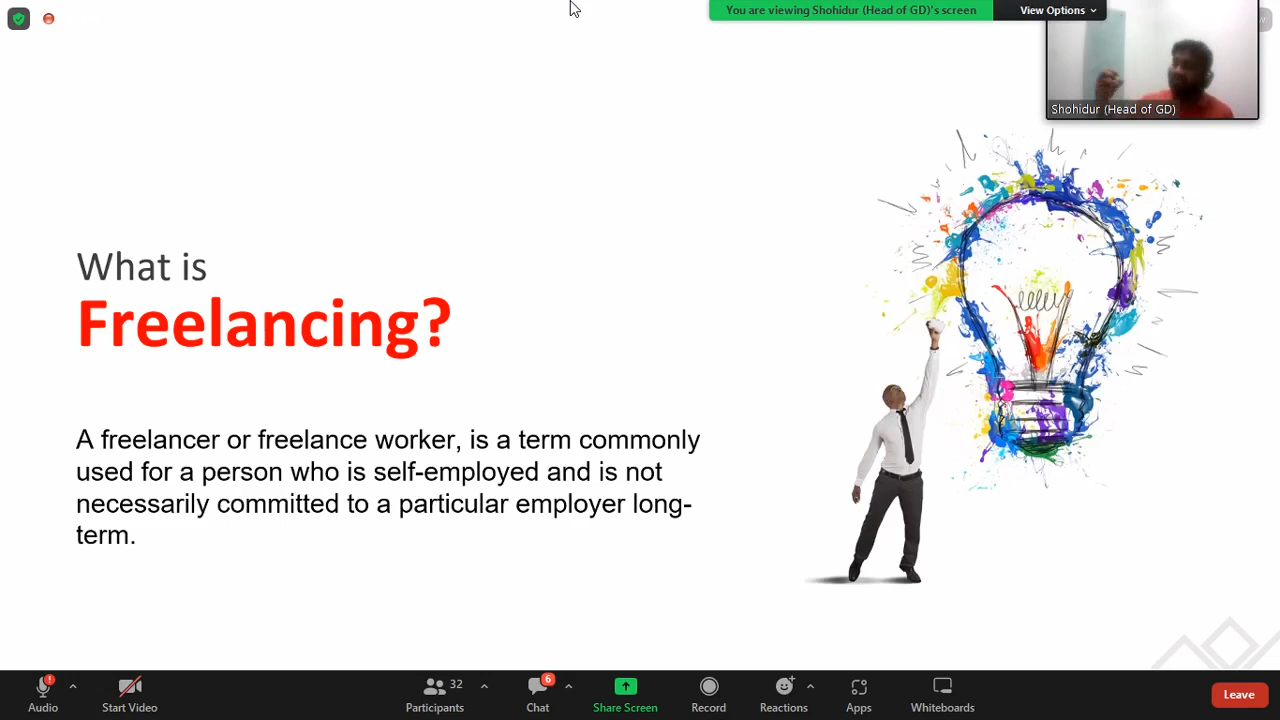 You are viewing Shohidur (Head of GD)'s screen
View Options
Shohidur (Head of GD)
What is
Freelancing?
A freelancer or freelance worker, is a term commonly
used for a person who is self-employed and is not
necessarily committed to a particular employer long-
term.
32
6
Audio
Start Video
Participants
Chat
Share Screen
Record
Reactions
Apps
Whiteboards
Leave